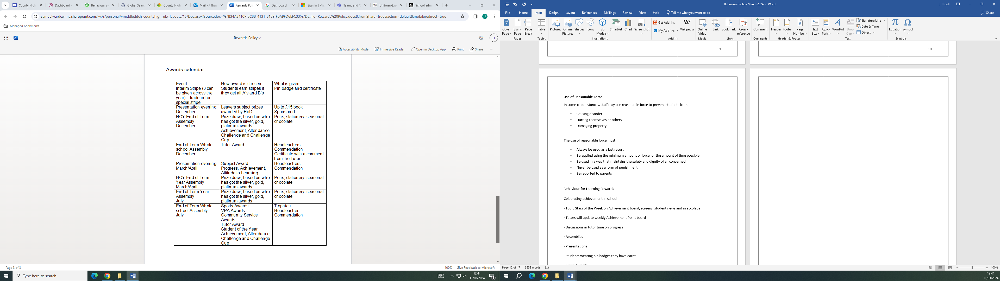 County High
Dashboard -
Behaviour ev
Global Searc
County High
Mail - J Thue
Rewards Poli
Dashboard
Sign In | Mic
Teams and C
Uniform-Exp
School admi
samuelwardco-my.sharepoint.com/:w:/r/personal/vmiddleditch_countyhigh_uk/_layouts/15/Doc.aspx?sourcedoc=%7B34A3410F-8C8B-4131-81E9-F0A9FD6EFC33%7D&file=Rewards%20Policy.docx&fromShare=true&action=default&mobileredirect=true
J
Managed bookmarks
Rewards Policy
JT
Accessibility Mode
Immersive Reader
Open in Desktop App
Print
Share
Awards calendar
Event How award is chosen What is given
Interim Stripe (3 can
be given across the
year) – trade in for
special stripe
Students earn stripes if
they get all A's and B's
Pin badge and certificate
Presentation evening
December
Leavers subject prizes
awarded by HoD
Up to £15 book
Sponsored
HOY End of Term
Assembly
December
Prize draw, based on who
has got the silver, gold,
platinum awards
Achievement, Attendance,
Challenge and Challenge
Cup
Pens, stationery, seasonal
chocolate
End of Term Whole
school Assembly
December
Tutor Award
Headteachers
Commendation
Certificate with a comment
from the Tutor
Presentation evening
March/April
Subject Award
Progress, Achievement,
Attitude to Learning
Headteachers
Commendation
HOY End of Term
Year Assembly
March/April
Prize draw, based on who
has got the silver, gold,
platinum awards
Pens, stationery, seasonal
chocolate
End of Term Year
Assembly
July
Prize draw, based on who
has got the silver, gold,
platinum awards
Pens, stationery, seasonal
chocolate
End of Term Whole
school Assembly
July
Sports Awards
VPA Awards
Community Service
Awards
Tutor Award
Student of the Year
Achievement, Attendance,
Challenge and Challenge
Cup
Trophies
Headteacher
Commendation
Page 3 of 3
100% Give Feedback to Microsoft
Type here to search
12:44
11/03/2024
1
Behaviour Policy March 2024 - Word
J Thuell
File Home Insert Design Layout References Mailings Review View Help Tell me what you want to do
Share
Cover
Page
Blank
Page
Page
Break
Pages
Table
Tables
Pictures
Online
Pictures
Shapes
Icons
3D
Models
SmartArt
Chart
Screenshot
Illustrations
Get Add-ins
My Add-ins
Wikipedia
Add-ins
Online
Video
Media
Link
Bookmark
Cross-
reference
Links
Comment
Comments
Header
Footer
Page
Number
Header & Footer
Text
Box
Quick
Parts
WordArt
Drop
Cap
Signature Line
Date & Time
Object
Text
Equation
Symbol
Symbols
9
10
Use of Reasonable Force
In some circumstances, staff may use reasonable force to prevent students from:
• Causing disorder
• Hurting themselves or others
• Damaging property
The use of reasonable force must:
• Always be used as a last resort
• Be applied using the minimum amount of force for the amount of time possible
• Be used in a way that maintains the safety and dignity of all concerned
• Never be used as a form of punishment
• Be reported to parents
Behaviour for Learning Rewards
Celebrating achievement in school
· Top 5 Stars of the Week on Achievement board, screens, student news and in accolade
· Tutors will update weekly Achievement Point board
· Discussions in tutor time on progress
· Assemblies
· Presentations
· Students wearing pin badges they have earnt
Page 12 of 17 5539 words
100%
12:44
11/03/2024